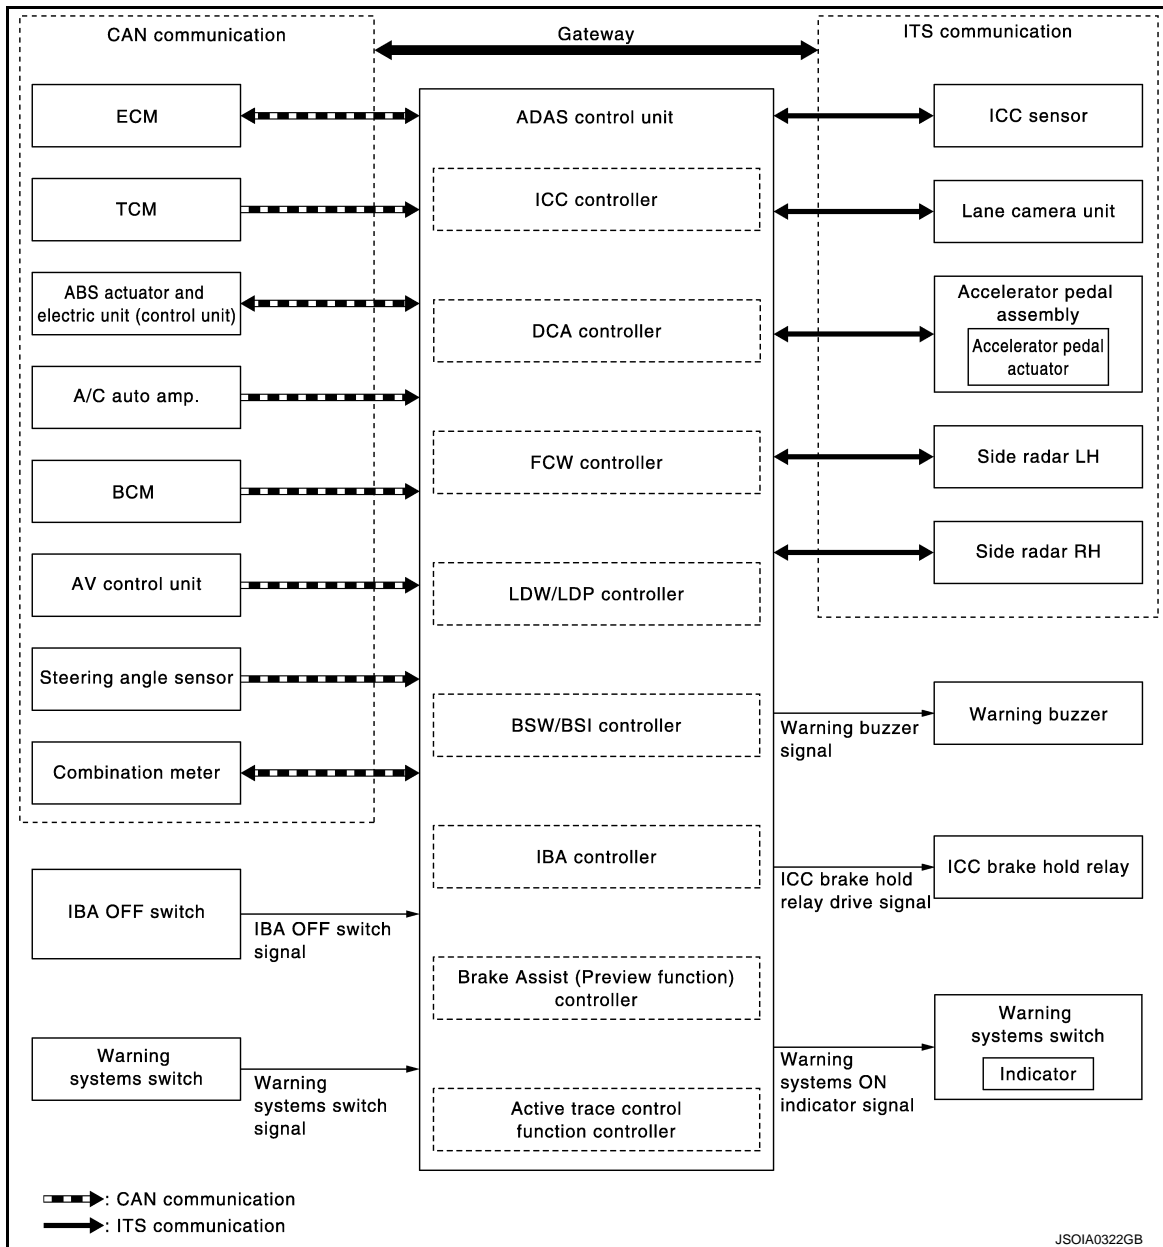 CAN communication
Gateway
ITS communication
ECM
TCM
ABS actuator and
electric unit (control unit)
A/C auto amp.
BCM
AV control unit
Steering angle sensor
Combination meter
IBA OFF switch
IBA OFF switch
signal
Warning
systems switch
Warning
systems switch
signal
ADAS control unit
ICC controller
DCA controller
FCW controller
LDW/LDP controller
BSW/BSI controller
IBA controller
Brake Assist (Preview function)
controller
Active trace control
function controller
ICC sensor
Lane camera unit
Accelerator pedal
assembly
Accelerator pedal
actuator
Side radar LH
Side radar RH
Warning buzzer
signal
Warning buzzer
ICC brake hold
relay drive signal
ICC brake hold relay
Warning
systems ON
indicator signal
Warning
systems switch
Indicator
: CAN communication
: ITS communication
JSOIA0322GB